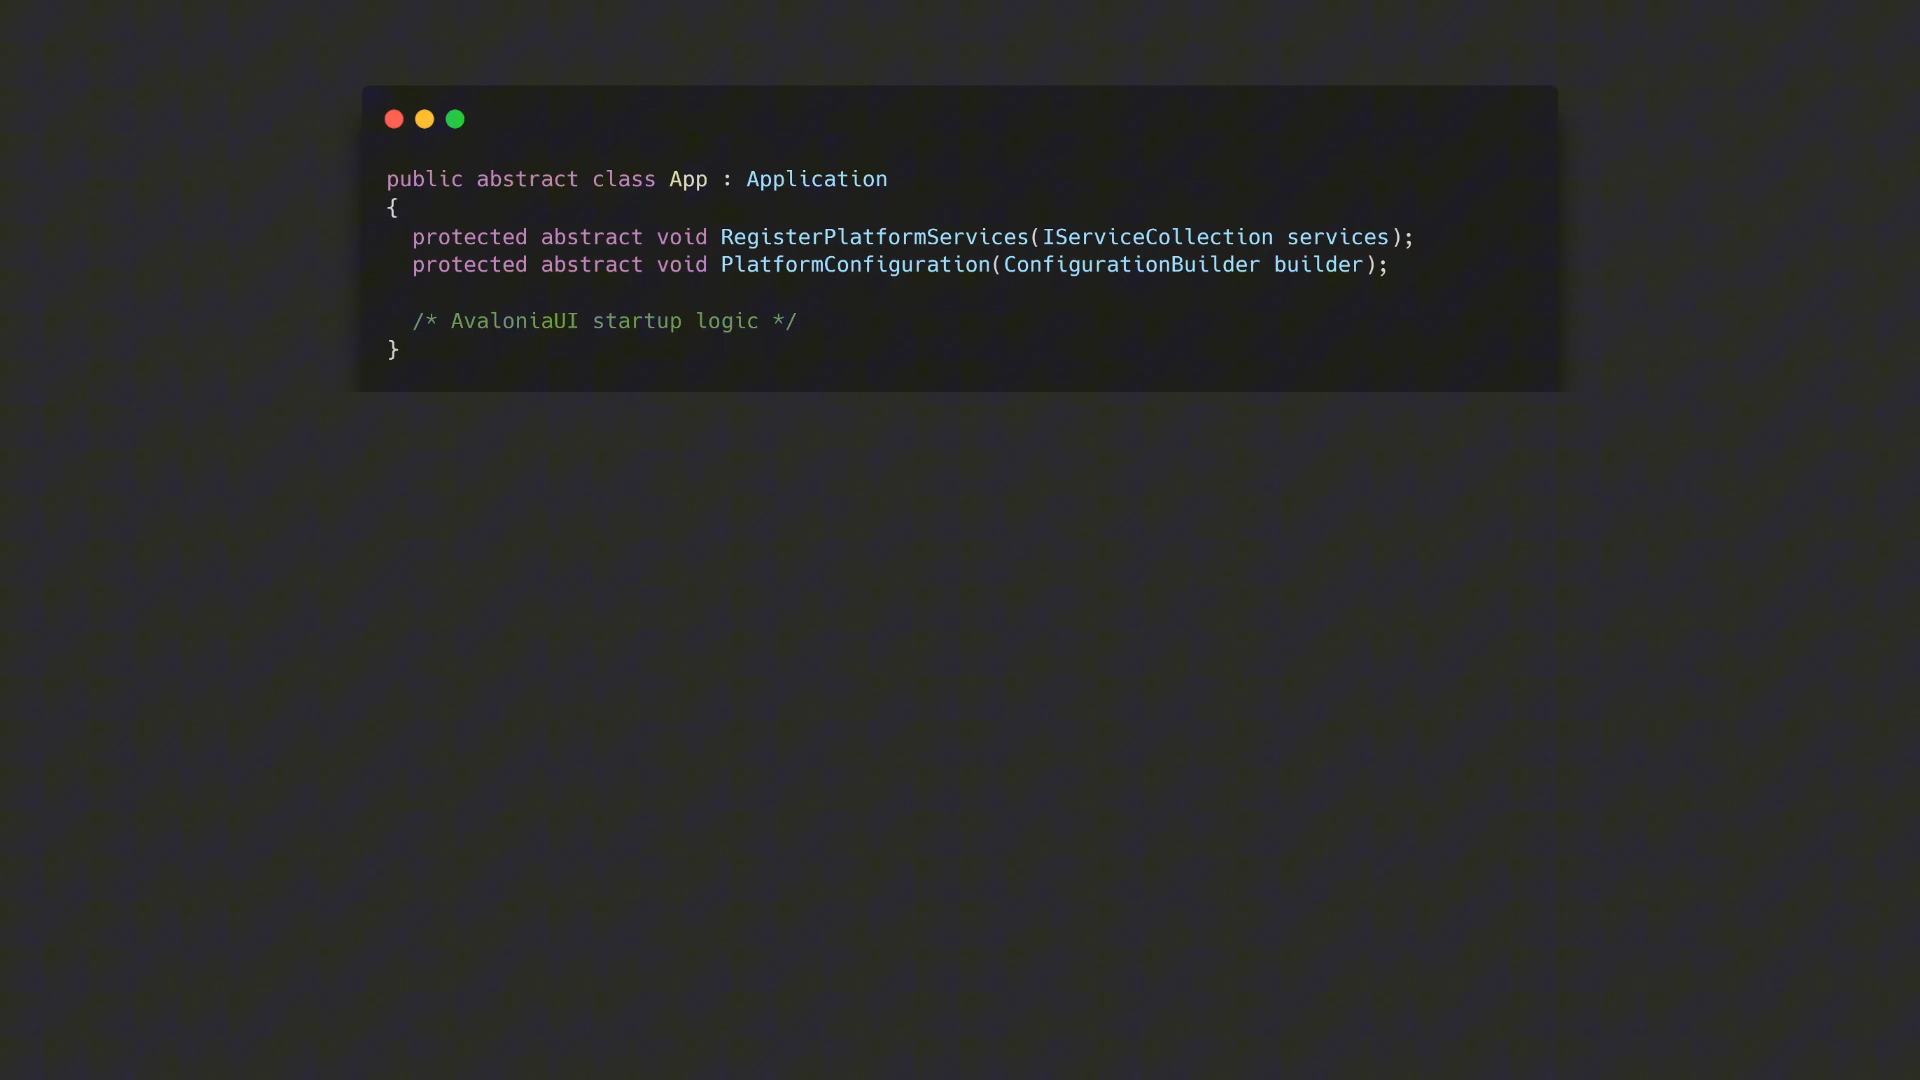 public abstract class App : Application
{
  protected abstract void RegisterPlatformServices(IServiceCollection services);
  protected abstract void PlatformConfiguration(ConfigurationBuilder builder);

  /* AvaloniaUI startup logic */
}